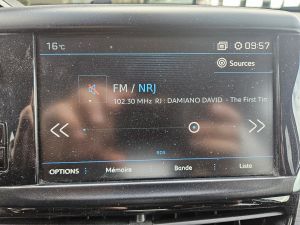 16°C 09:57
Sources
FM / NRJ
102.30 MHz RJ : DAMIANO DAVID - The First Tim
RDS
OPTIONS Mémoire Bande Liste